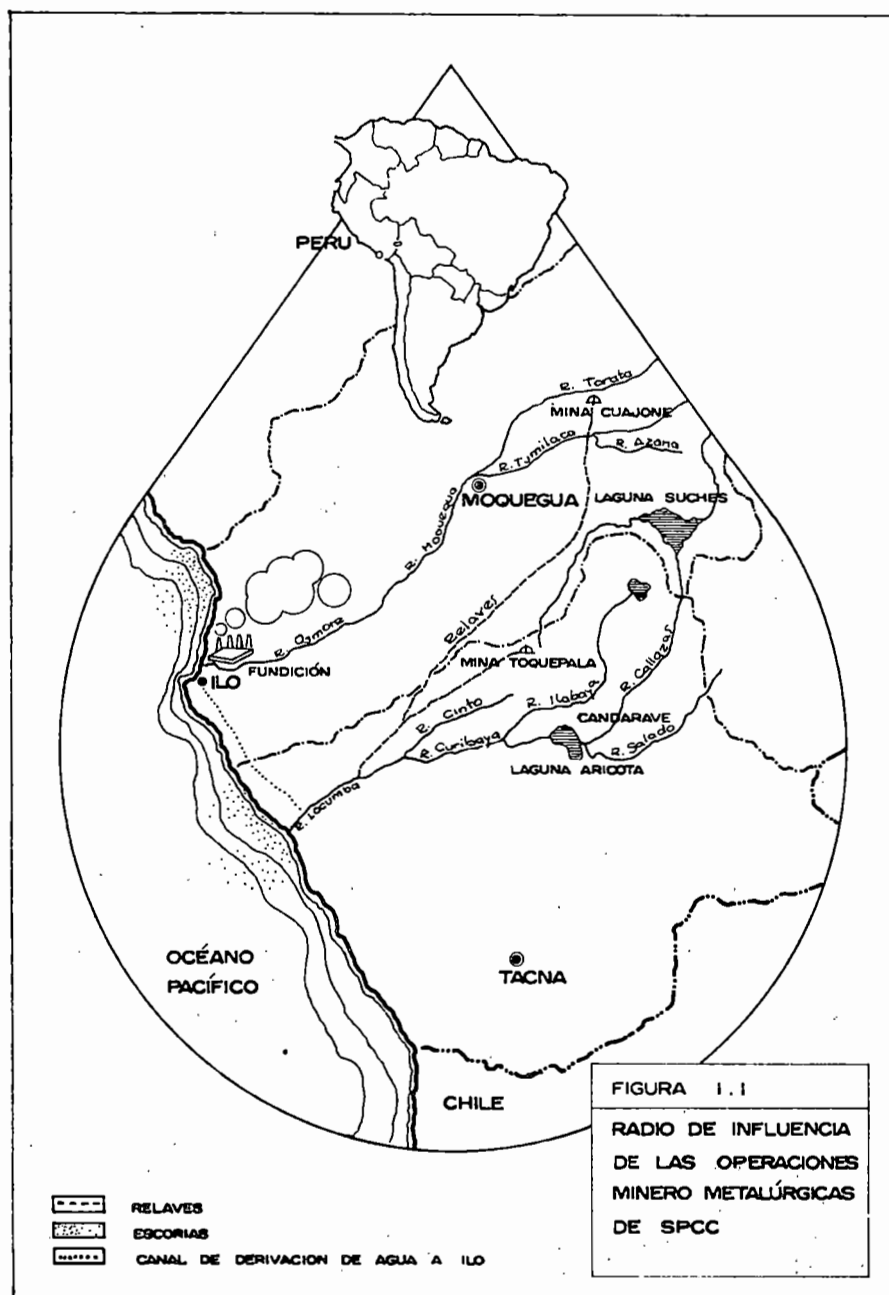 PERU
R. Torata
MINA CUAJONE
R. Tumilaca
R. Azana
MOQUEGUA
LAGUNA SUCHES
R. Moquegua
Relaves
R. Osmore
FUNDICIÓN
ILO
MINA TOQUEPALA
R. Ilabaya
R. Callazas
R. Cinto
CANDARAVE
R. Curibaya
R. Salado
LAGUNA ARICOTA
R. Locumba
OCÉANO
PACÍFICO
TACNA
CHILE
FIGURA 1.1
RADIO DE INFLUENCIA
DE LAS OPERACIONES
MINERO METALÚRGICAS
DE SPCC
RELAVES
ESCORIAS
CANAL DE DERIVACION DE AGUA A ILO